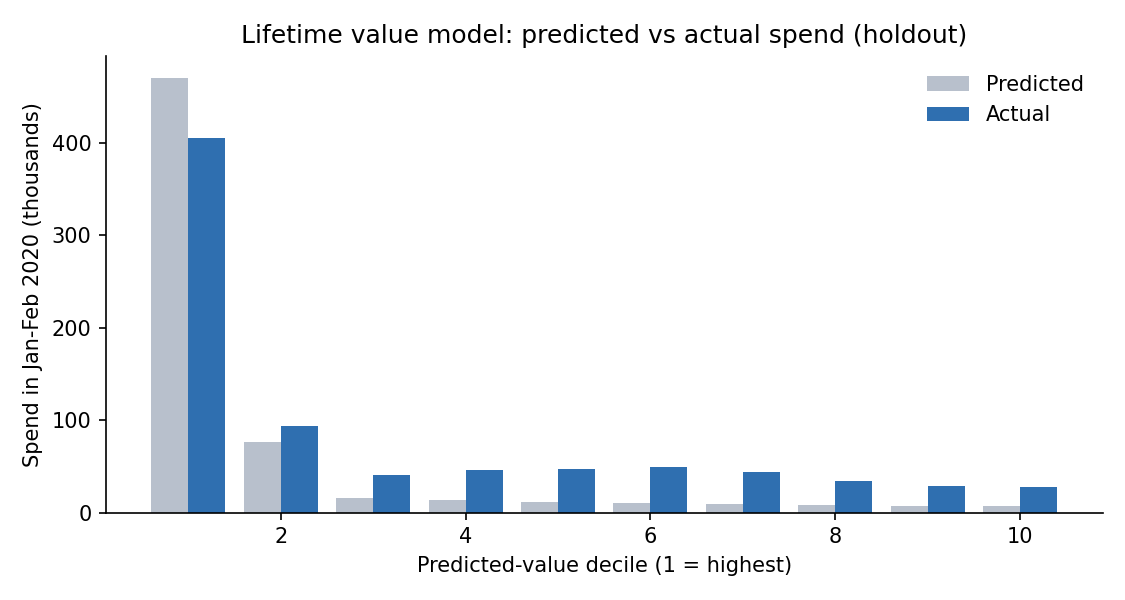 Lifetime value model: predicted vs actual spend (holdout)
Predicted
Actual
Spend in Jan-Feb 2020 (thousands)
400
300
200
100
0
2 4 6 8 10
Predicted-value decile (1 = highest)